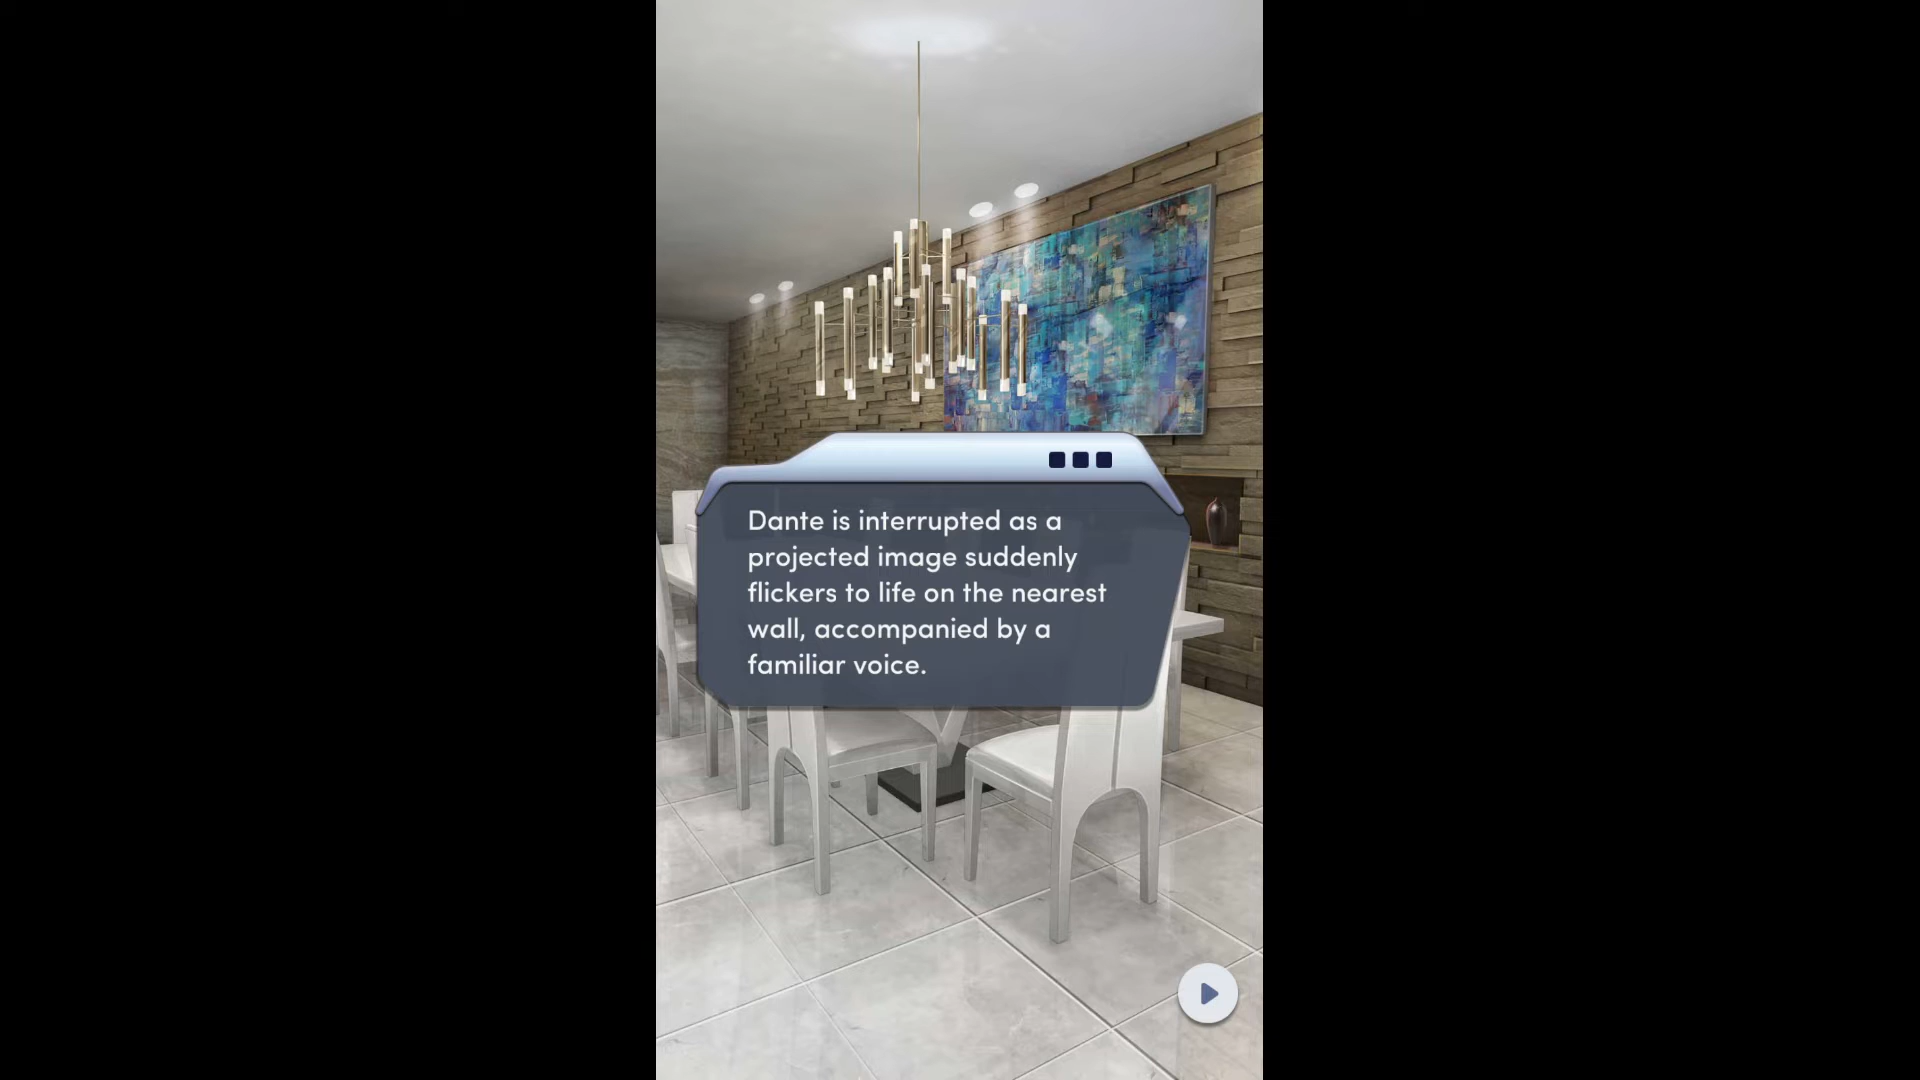 Dante is interrupted as a
projected image suddenly
flickers to life on the nearest
wall, accompanied by a
familiar voice.